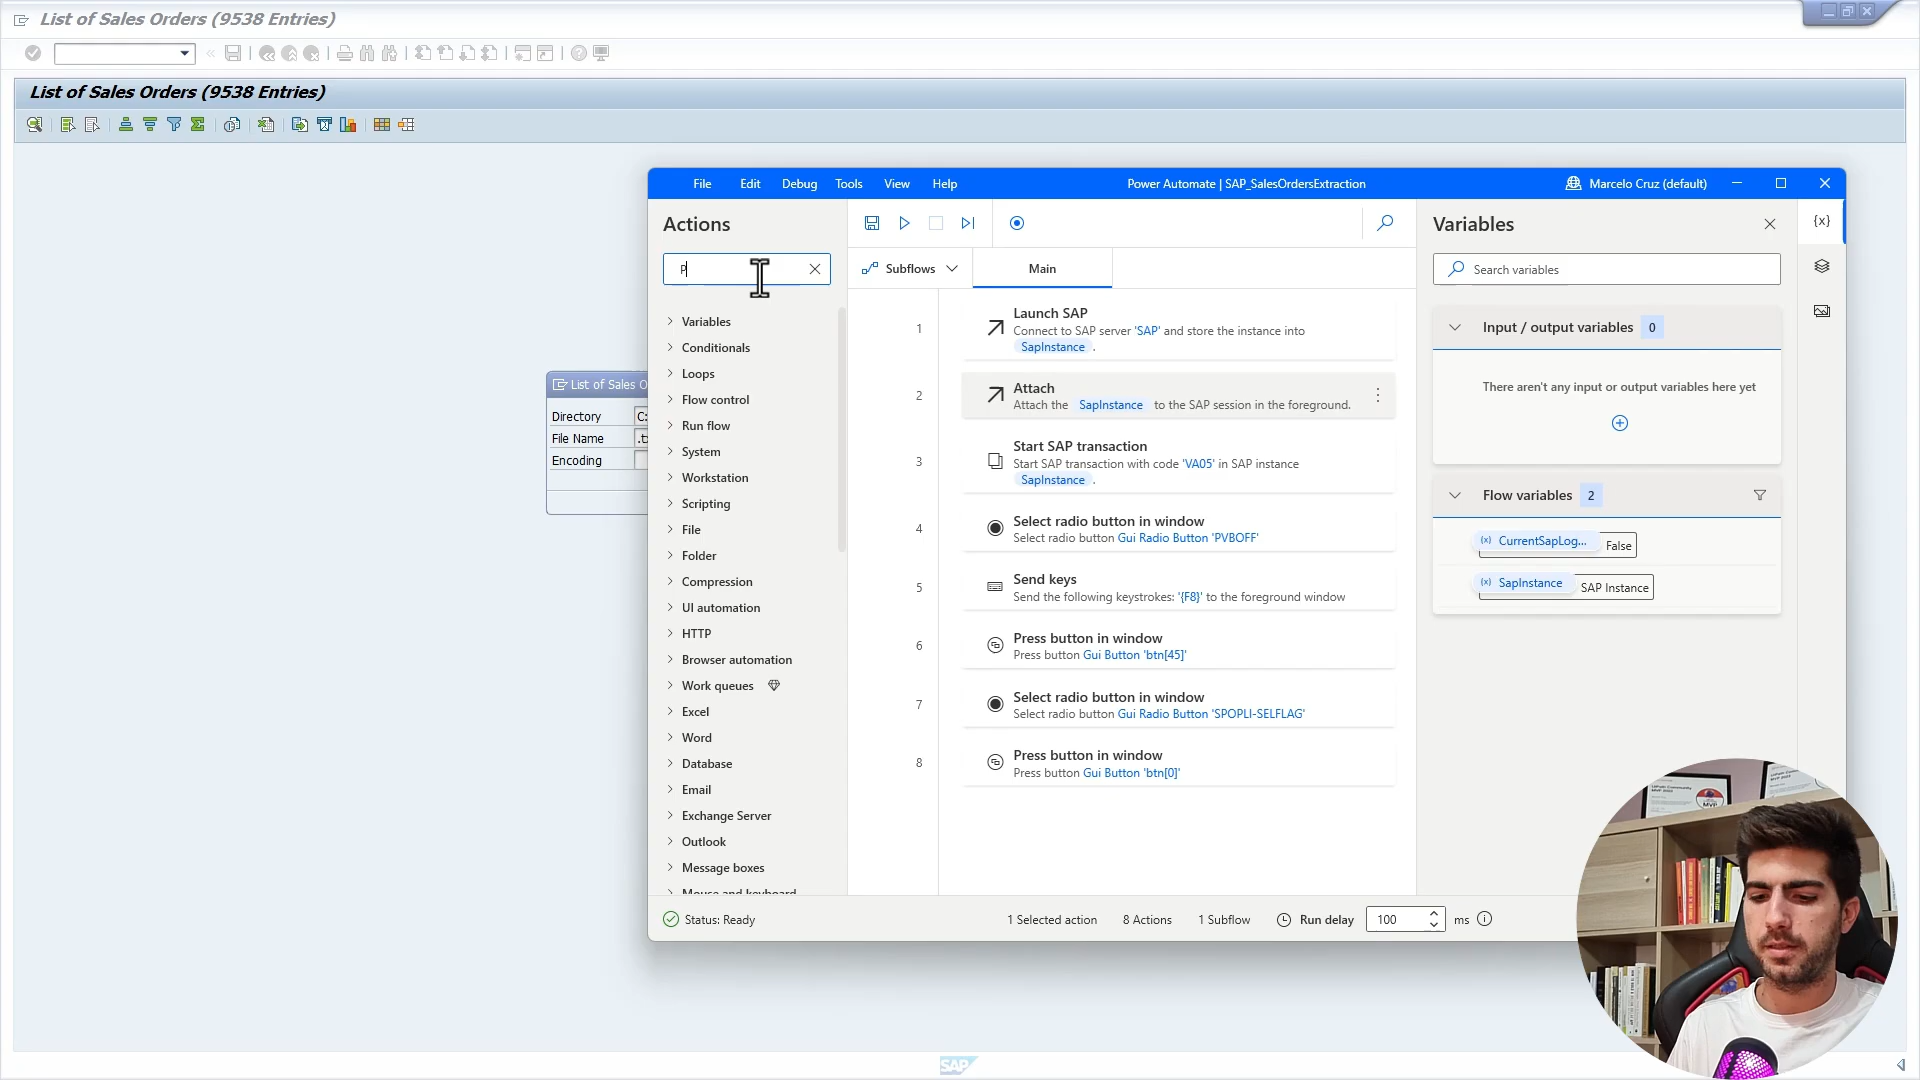 List of Sales Orders (9538 Entries)
List of Sales Orders (9538 Entries)
File Edit Debug Tools View Help
Power Automate | SAP_SalesOrdersExtraction
Marcelo Cruz (default)
Actions
P
Variables
Conditionals
Loops
Flow control
Run flow
System
Workstation
Scripting
File
Folder
Compression
UI automation
HTTP
Browser automation
Work queues
Excel
Word
Database
Email
Exchange Server
Outlook
Message boxes
Mouse and keyboard
List of Sales O
Directory C:
File Name .t
Encoding
Subflows
Main
1
Launch SAP
Connect to SAP server 'SAP' and store the instance into
SapInstance .
2
Attach
Attach the SapInstance to the SAP session in the foreground.
3
Start SAP transaction
Start SAP transaction with code 'VA05' in SAP instance
SapInstance .
4
Select radio button in window
Select radio button Gui Radio Button 'PVBOFF'
5
Send keys
Send the following keystrokes: '{F8}' to the foreground window
6
Press button in window
Press button Gui Button 'btn[45]'
7
Select radio button in window
Select radio button Gui Radio Button 'SPOPLI-SELFLAG'
8
Press button in window
Press button Gui Button 'btn[0]'
Variables
{x}
Search variables
Input / output variables 0
There aren't any input or output variables here yet
Flow variables 2
(x) CurrentSapLog... False
(x) SapInstance SAP Instance
Status: Ready
1 Selected action
8 Actions
1 Subflow
Run delay 100 ms
SAP